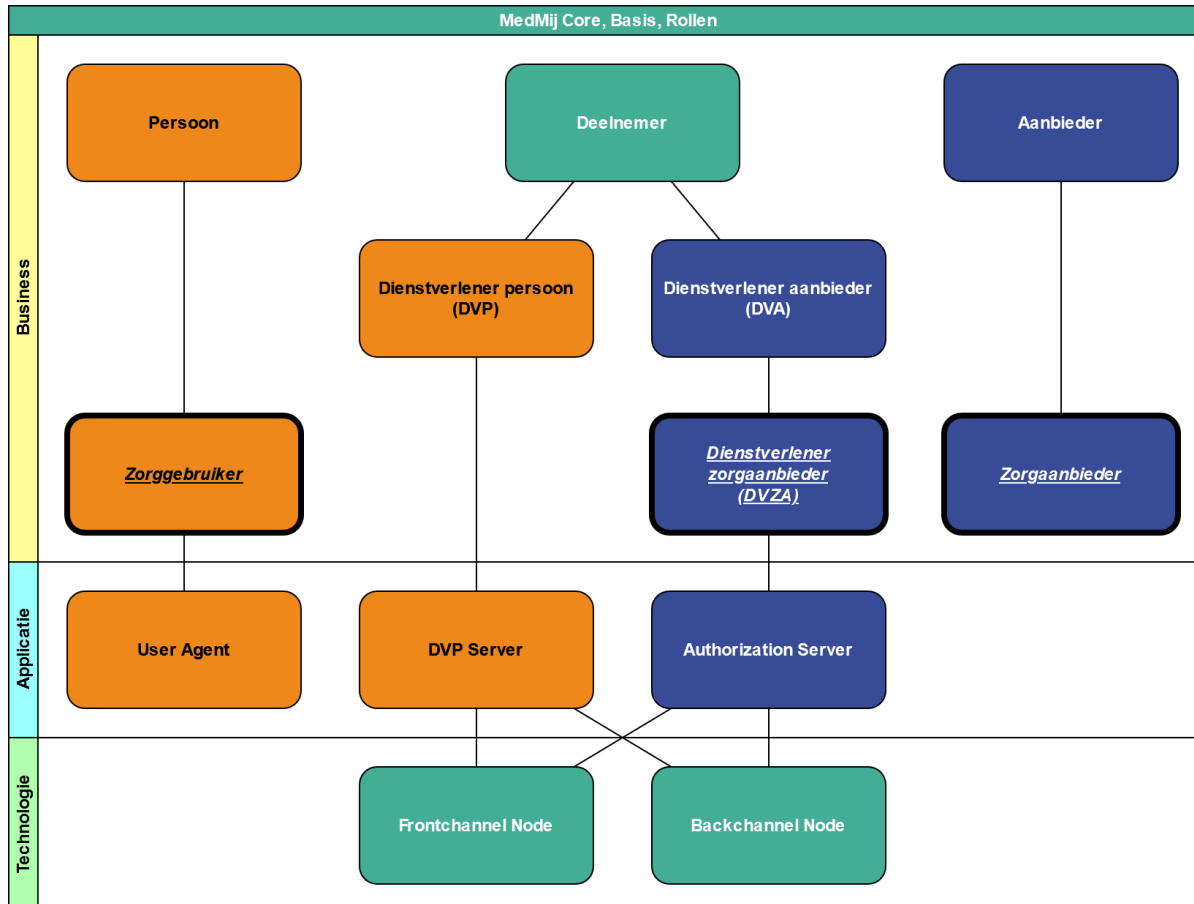 MedMij Core, Basis, Rollen
Business
Persoon
Deelnemer
Aanbieder
Dienstverlener persoon
(DVP)
Dienstverlener aanbieder
(DVA)
Zorggebruiker
Dienstverlener
zorgaanbieder
(DVZA)
Zorgaanbieder
Applicatie
User Agent
DVP Server
Authorization Server
Technologie
Frontchannel Node
Backchannel Node